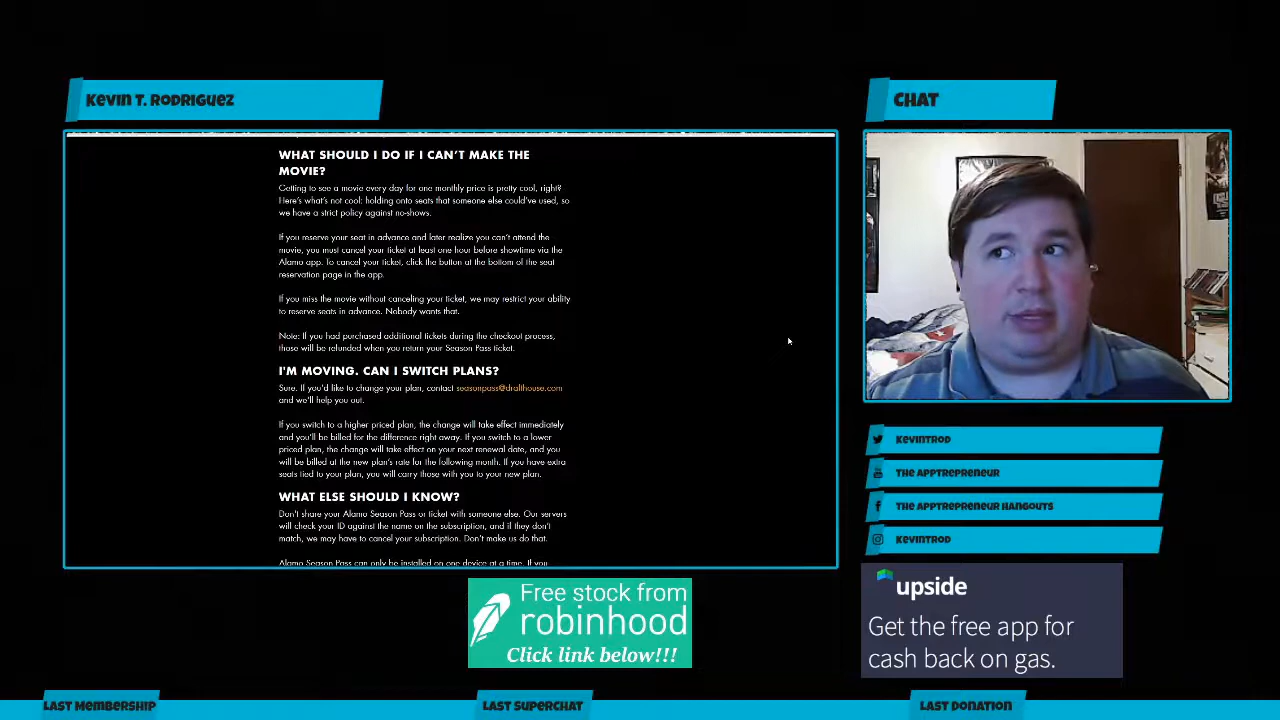 Kevin T. Rodriguez
CHAT
WHAT SHOULD I DO IF I CAN'T MAKE THE
MOVIE?
Getting to see a movie every day for one monthly price is pretty cool, right?
Here's what's not cool: holding onto seats that someone else could've used, so
we have a strict policy against no-shows.
If you reserve your seat in advance and later realize you can't attend the
movie, you must cancel your ticket at least one hour before showtime via the
Alamo app. To cancel your ticket, click the button at the bottom of the seat
reservation page in the app.
If you miss the movie without canceling your ticket, we may restrict your ability
to reserve seats in advance. Nobody wants that.
Note: If you had purchased additional tickets during the checkout process,
those will be refunded when you return your Season Pass ticket.
I'M MOVING. CAN I SWITCH PLANS?
Sure. If you'd like to change your plan, contact seasonpass@drafthouse.com
and we'll help you out.
If you switch to a higher priced plan, the change will take effect immediately
and you'll be billed for the difference right away. If you switch to a lower
priced plan, the change will take effect on your next renewal date, and you
will be billed at the new plan's rate for the following month. If you have extra
seats tied to your plan, you will carry those with you to your new plan.
WHAT ELSE SHOULD I KNOW?
Don't share your Alamo Season Pass or ticket with someone else. Our servers
will check your ID against the name on the subscription, and if they don't
match, we may have to cancel your subscription. Don't make us do that.
Alamo Season Pass can only be installed on one device at a time. If you
KevinTRod
The Apptrepreneur
The Apptrepreneur Hangouts
KevinTRod
Free stock from
robinhood
Click link below!!!
upside
Get the free app for
cash back on gas.
Last Membership
Last Superchat
Last Donation